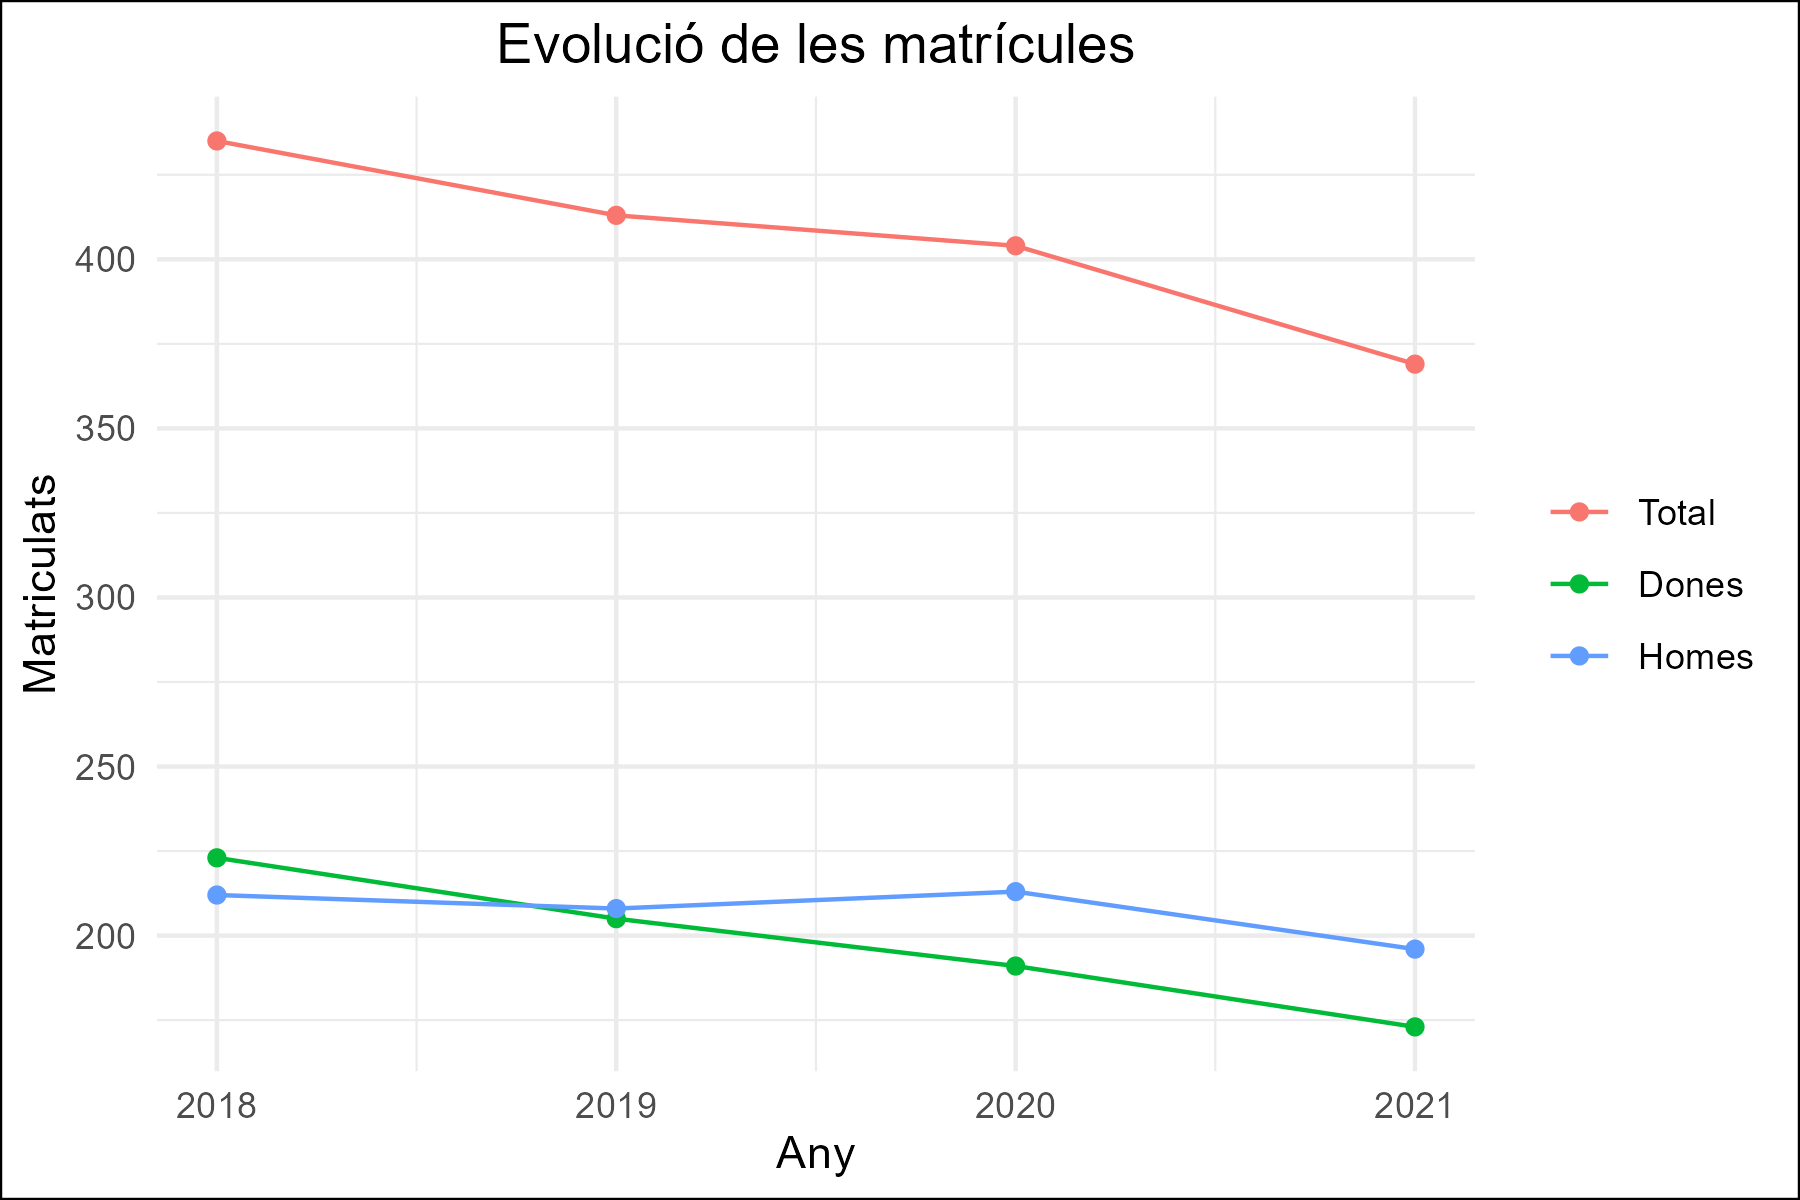 Evolució de les matrícules
Matriculats
400
350
300
250
200
2018 2019 2020 2021
Any
Total
Dones
Homes